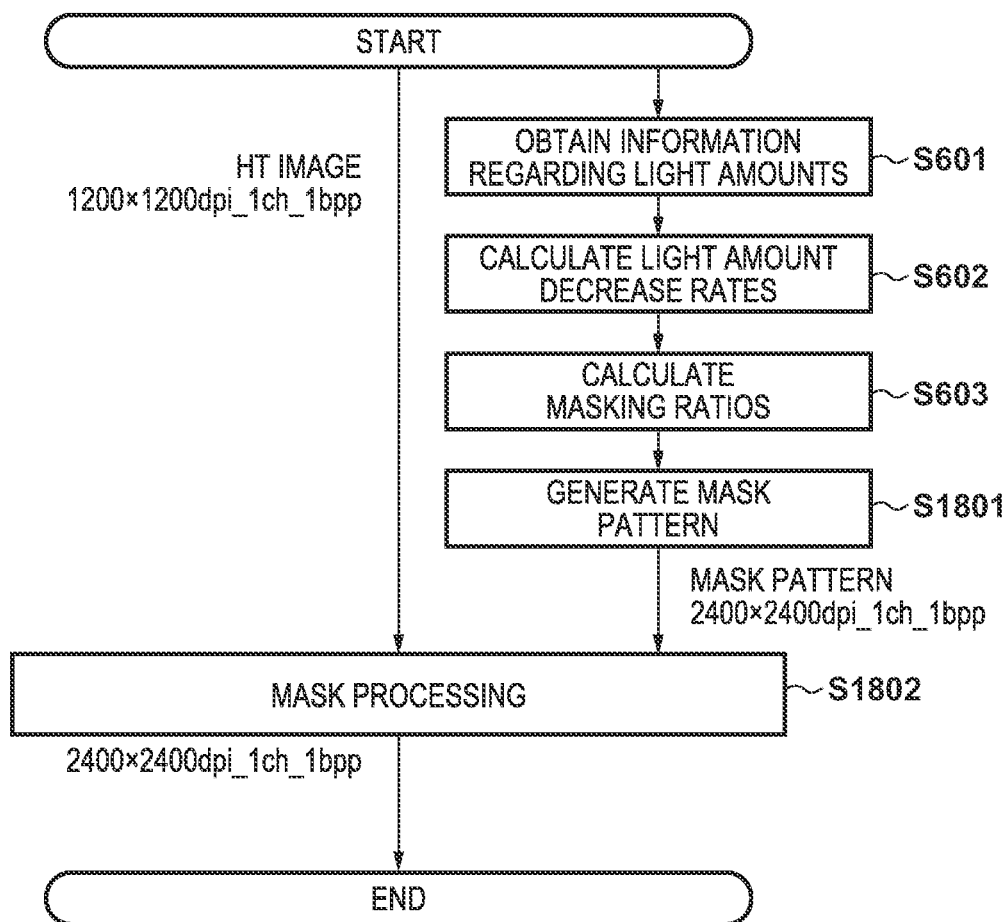 START
HT IMAGE
1200×1200dpi_1ch_1bpp
OBTAIN INFORMATION
REGARDING LIGHT AMOUNTS
S601
CALCULATE LIGHT AMOUNT
DECREASE RATES
S602
CALCULATE
MASKING RATIOS
S603
GENERATE MASK
PATTERN
S1801
MASK PATTERN
2400×2400dpi_1ch_1bpp
MASK PROCESSING
S1802
2400×2400dpi_1ch_1bpp
END